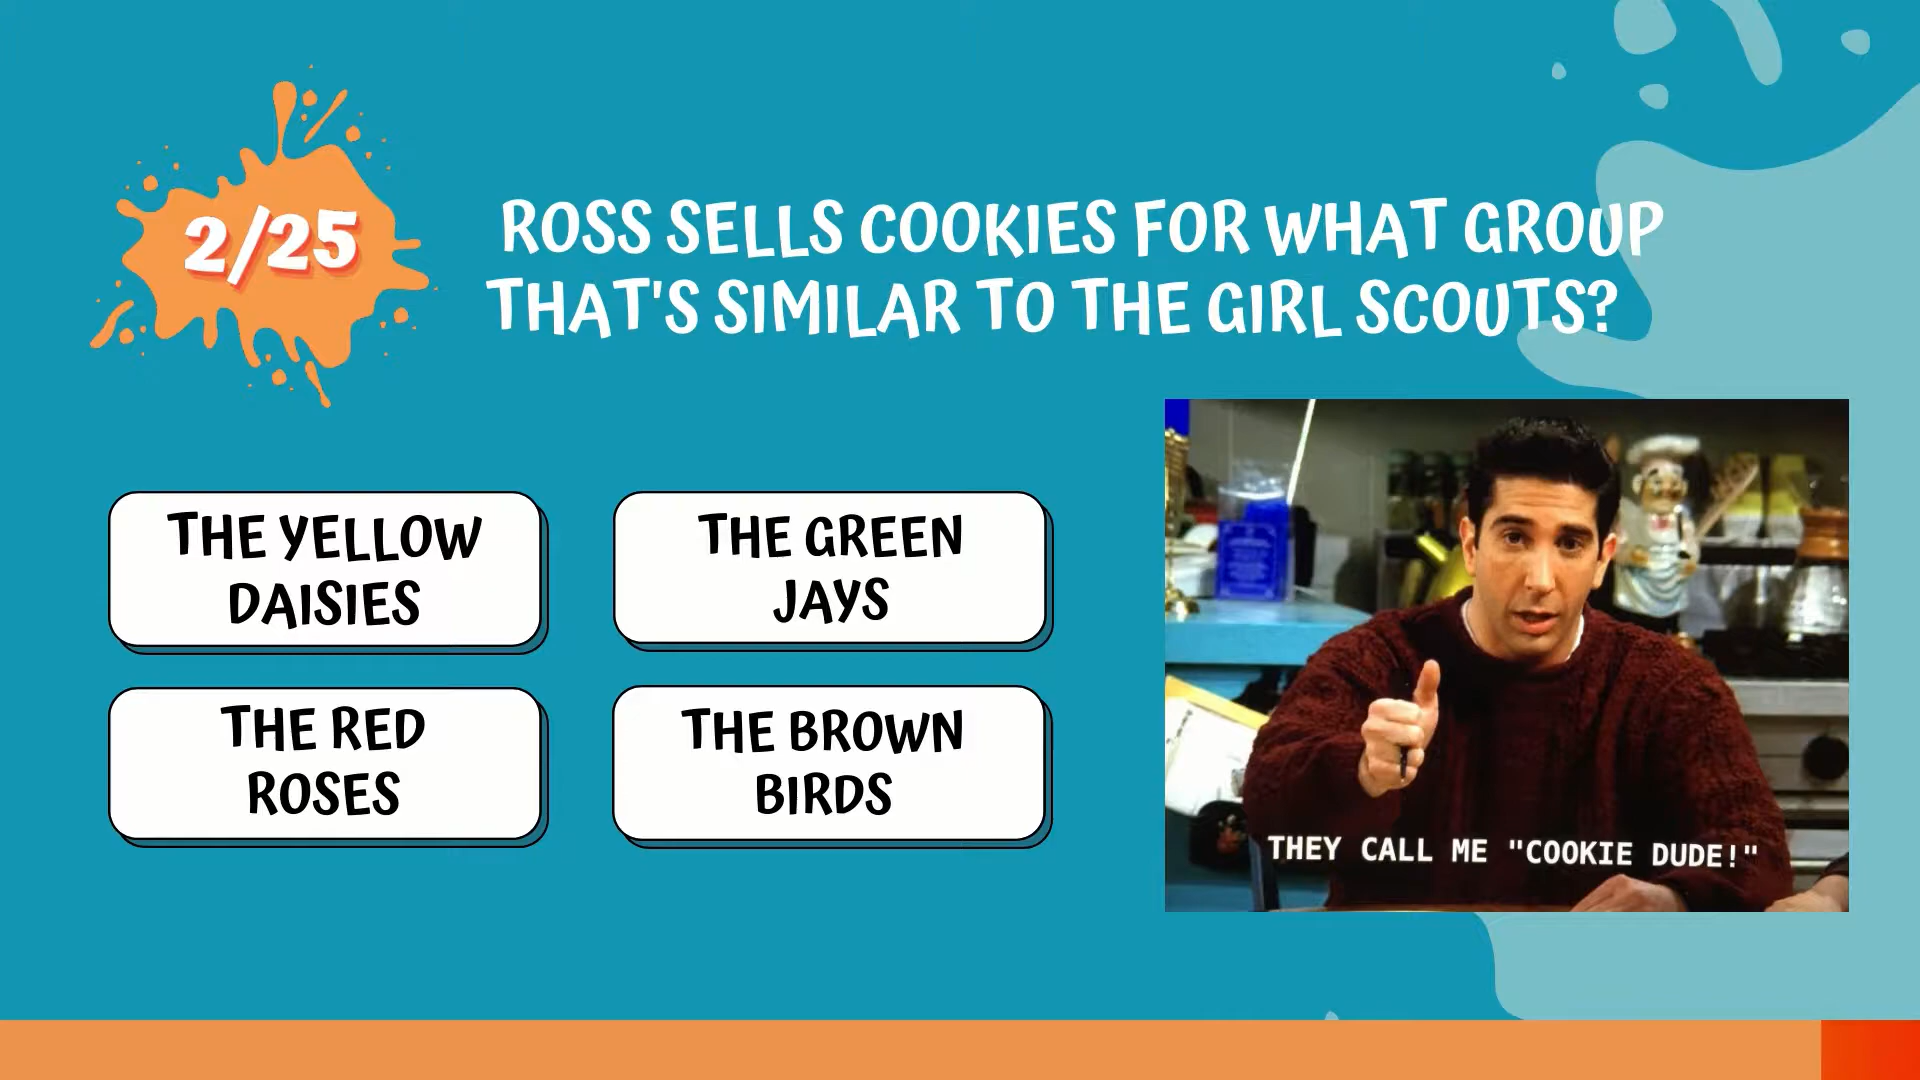 2/25
ROSS SELLS COOKIES FOR WHAT GROUP
THAT'S SIMILAR TO THE GIRL SCOUTS?
THE YELLOW
DAISIES
THE GREEN
JAYS
THE RED
ROSES
THE BROWN
BIRDS
THEY CALL ME "COOKIE DUDE!"